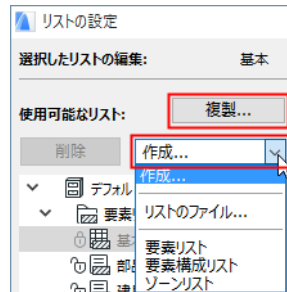 リストの設定
選択したリストの編集: 基本
使用可能なリスト: 複製...
削除 作成...
作成...
デフォル
リストのファイル...
要素
基
要素リスト
部 要素構成リスト
ゾーンリスト